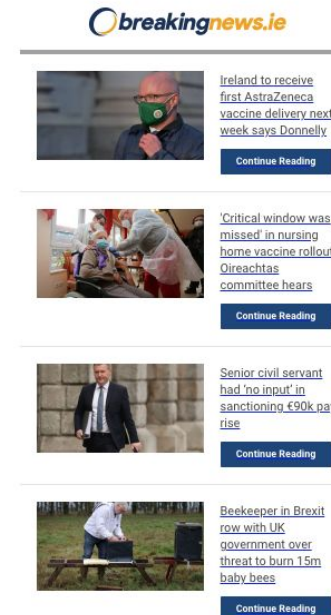 breakingnews.ie
Ireland to receive
first AstraZeneca
vaccine delivery next
week says Donnelly
Continue Reading
'Critical window was
missed' in nursing
home vaccine rollout
Oireachtas
committee hears
Continue Reading
Senior civil servant
had 'no input' in
sanctioning €90k pay
rise
Continue Reading
Beekeeper in Brexit
row with UK
government over
threat to burn 15m
baby bees
Continue Reading